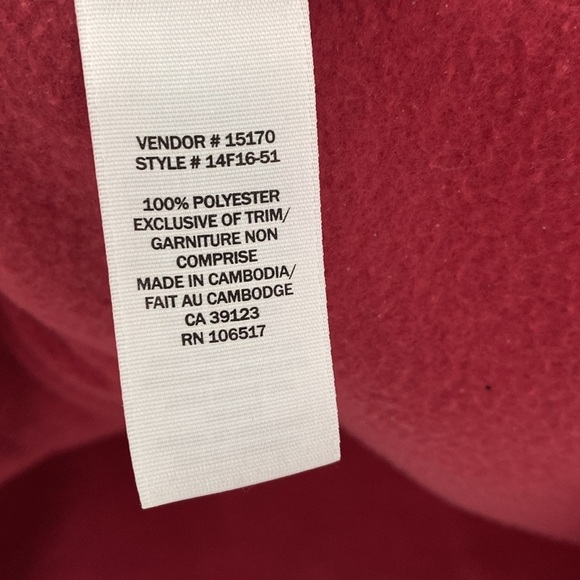 VENDOR # 15170
STYLE # 14F16-51
100% POLYESTER
EXCLUSIVE OF TRIM/
GARNITURE NON
COMPRISE
MADE IN CAMBODIA/
FAIT AU CAMBODGE
CA 39123
RN 106517